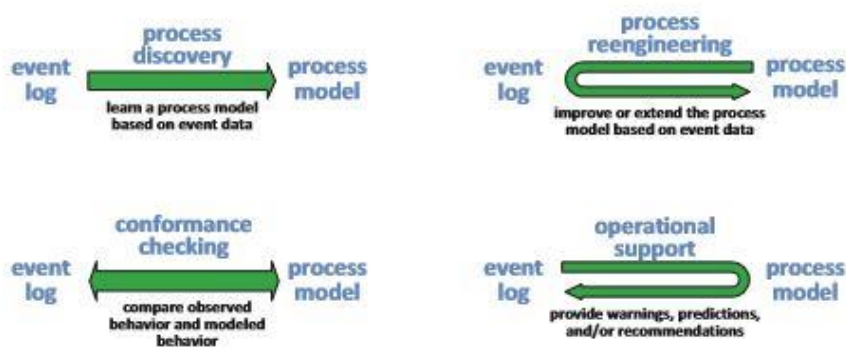 process
discovery
event
log
process
model
learn a process model
based on event data
process
reengineering
event
log
process
model
improve or extend the process
model based on event data
conformance
checking
event
log
process
model
compare observed
behavior and modeled
behavior
operational
support
event
log
process
model
provide warnings, predictions,
and/or recommendations